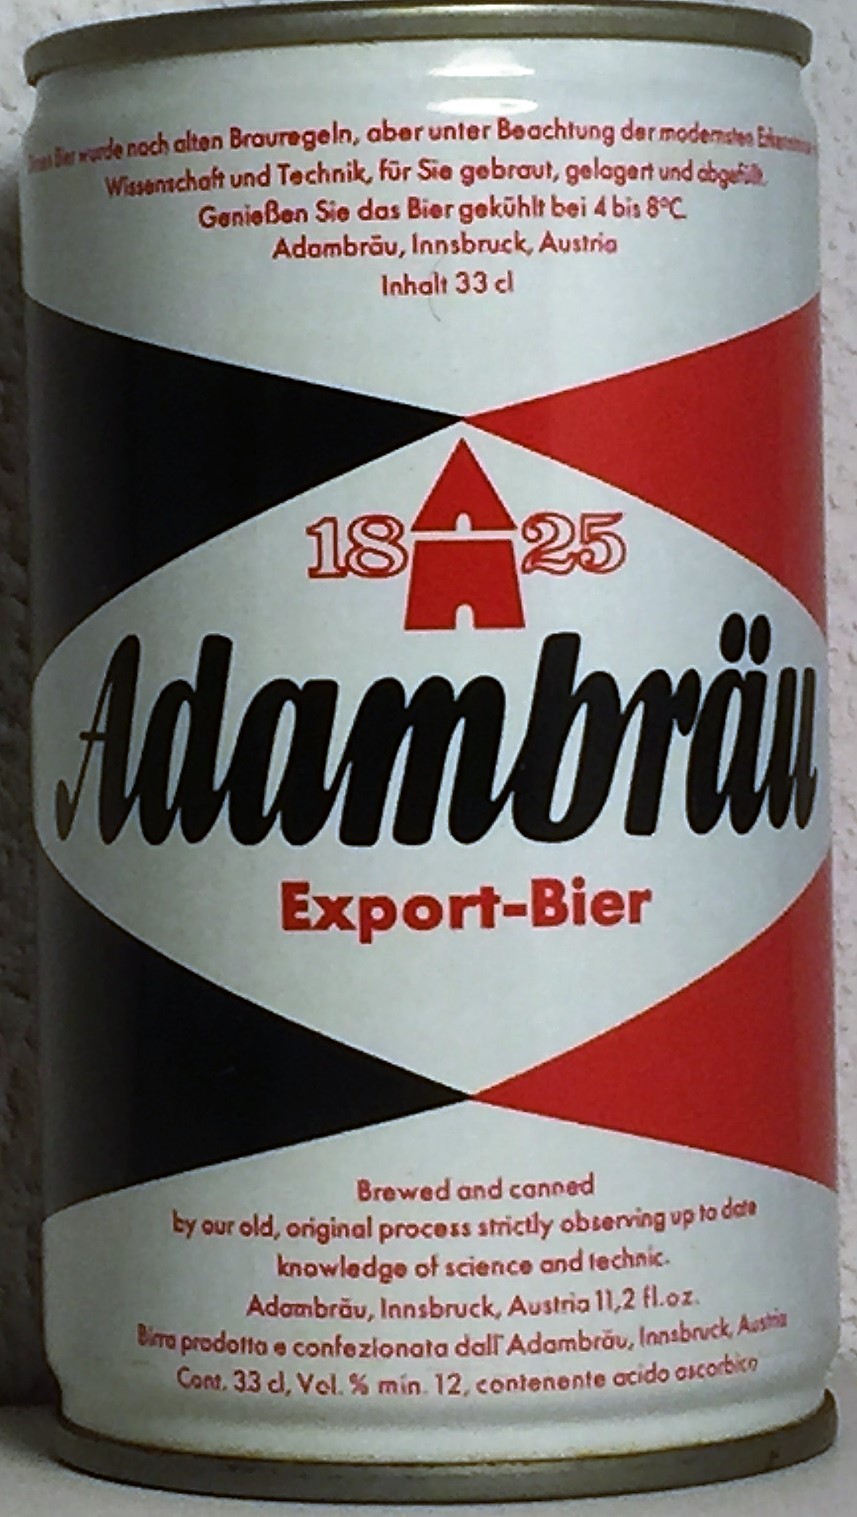 Dieses Bier wurde nach alten Brauregeln, aber unter Beachtung der modernsten
Wissenschaft und Technik, für Sie gebraut, gelagert und abgefüllt.
Genießen Sie das Bier gekühlt bei 4 bis 8°C.
Adambräu, Innsbruck, Austria
Inhalt 33 cl
18 25
Adambräu
Export-Bier
Brewed and canned
by our old, original process strictly observing up to date
knowledge of science and technic.
Adambräu, Innsbruck, Austria 11,2 fl.oz.
Birra prodotta e confezionata dall'Adambräu, Innsbruck, Austria
Cont. 33 cl, Vol. % min. 12, contenente acido ascorbico